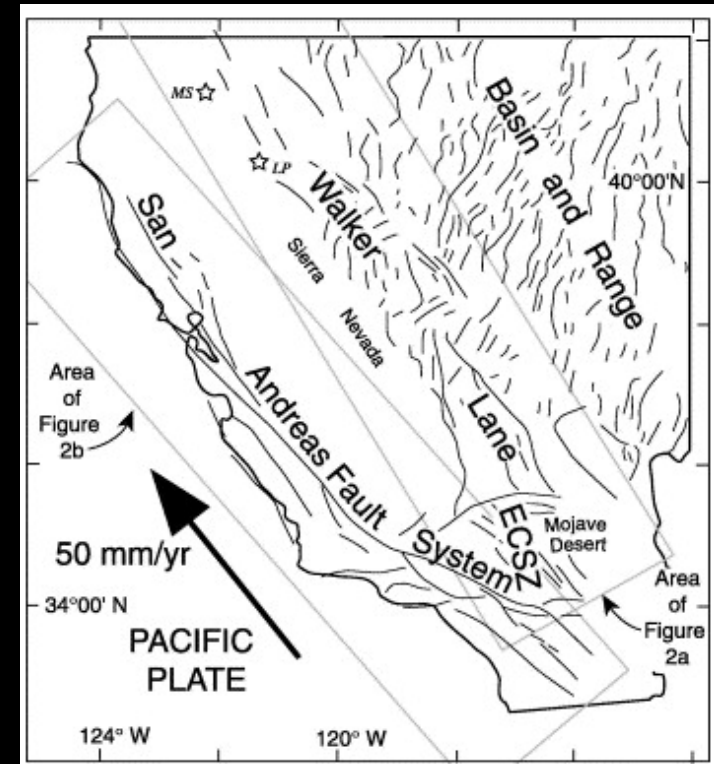 MS
LP
Basin and Range
40°00'N
Walker
Lane
San
Andreas Fault
System
Sierra
Nevada
Area
of
Figure
2b
ECSZ
Mojave
Desert
50 mm/yr
34°00' N
PACIFIC
PLATE
Area
of
Figure
2a
124° W
120° W